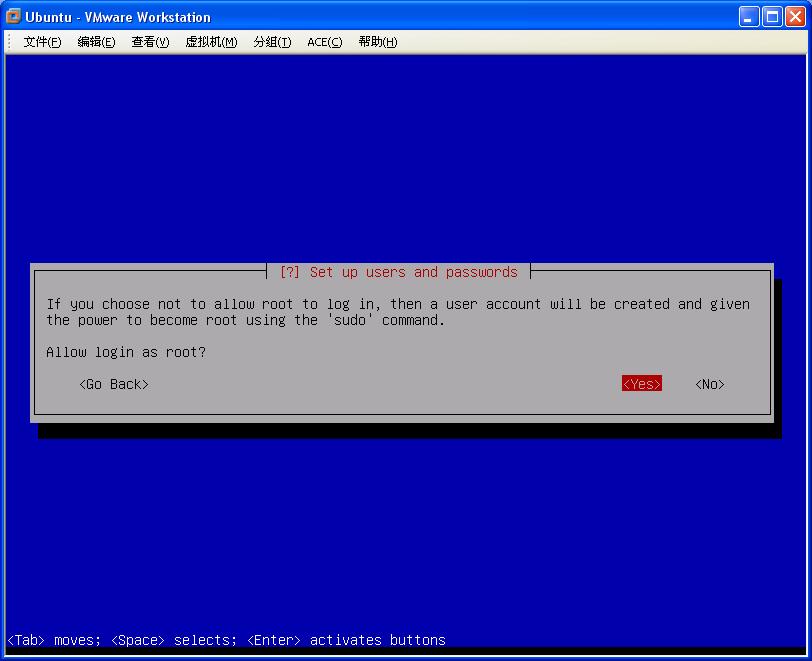 Ubuntu - VMware Workstation
文件(F) 编辑(E) 查看(V) 虚拟机(M) 分组(T) ACE(C) 帮助(H)
[?] Set up users and passwords
If you choose not to allow root to log in, then a user account will be created and given
the power to become root using the 'sudo' command.
Allow login as root?
<Go Back> <Yes> <No>
<Tab> moves; <Space> selects; <Enter> activates buttons